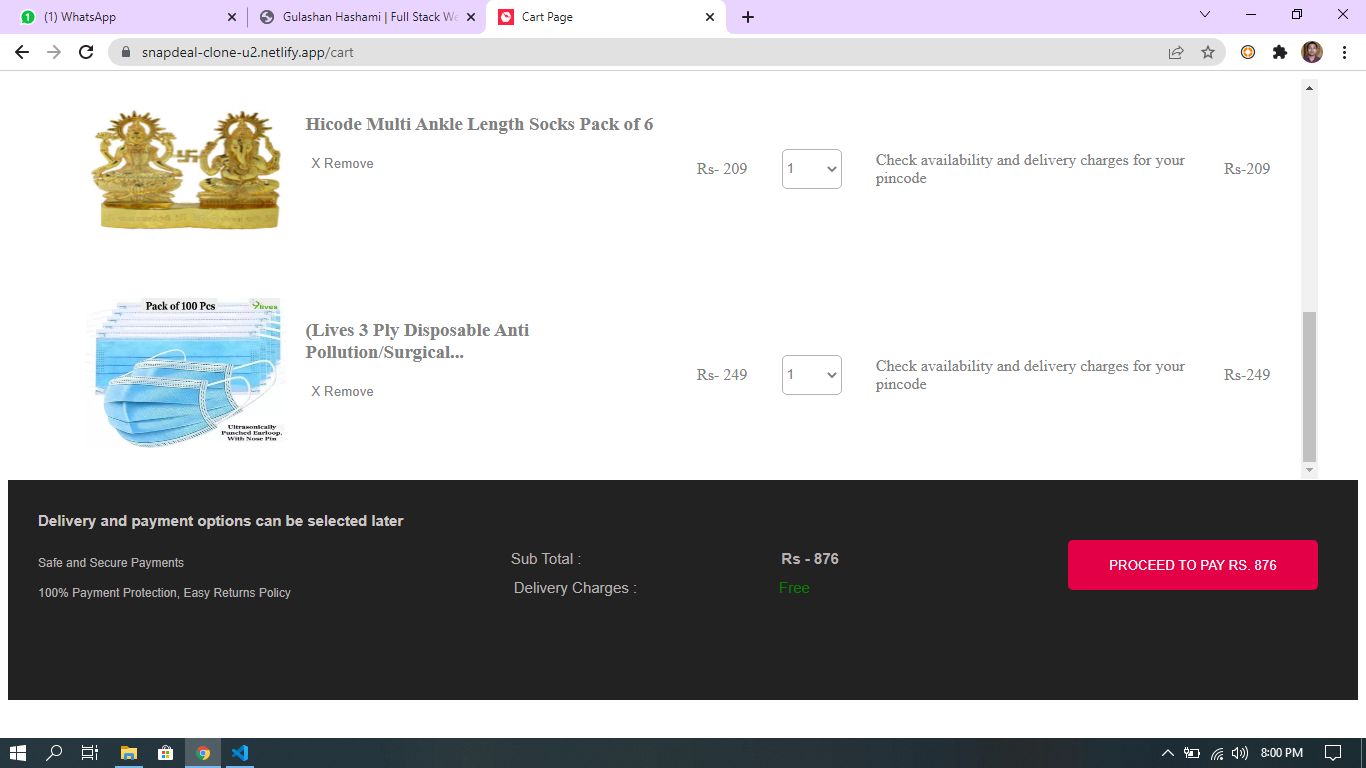 (1) WhatsApp
Gulashan Hashami | Full Stack We
Cart Page
snapdeal-clone-u2.netlify.app/cart
Hicode Multi Ankle Length Socks Pack of 6
X Remove
Rs- 209
1
Check availability and delivery charges for your
pincode
Rs-209
Pack of 100 Pcs
lives
Ultrasonically
Punched Earloop,
With Nose Pin
(Lives 3 Ply Disposable Anti
Pollution/Surgical...
X Remove
Rs- 249
1
Check availability and delivery charges for your
pincode
Rs-249
Delivery and payment options can be selected later
Safe and Secure Payments
100% Payment Protection, Easy Returns Policy
Sub Total :
Rs - 876
Delivery Charges :
Free
PROCEED TO PAY RS. 876
8:00 PM